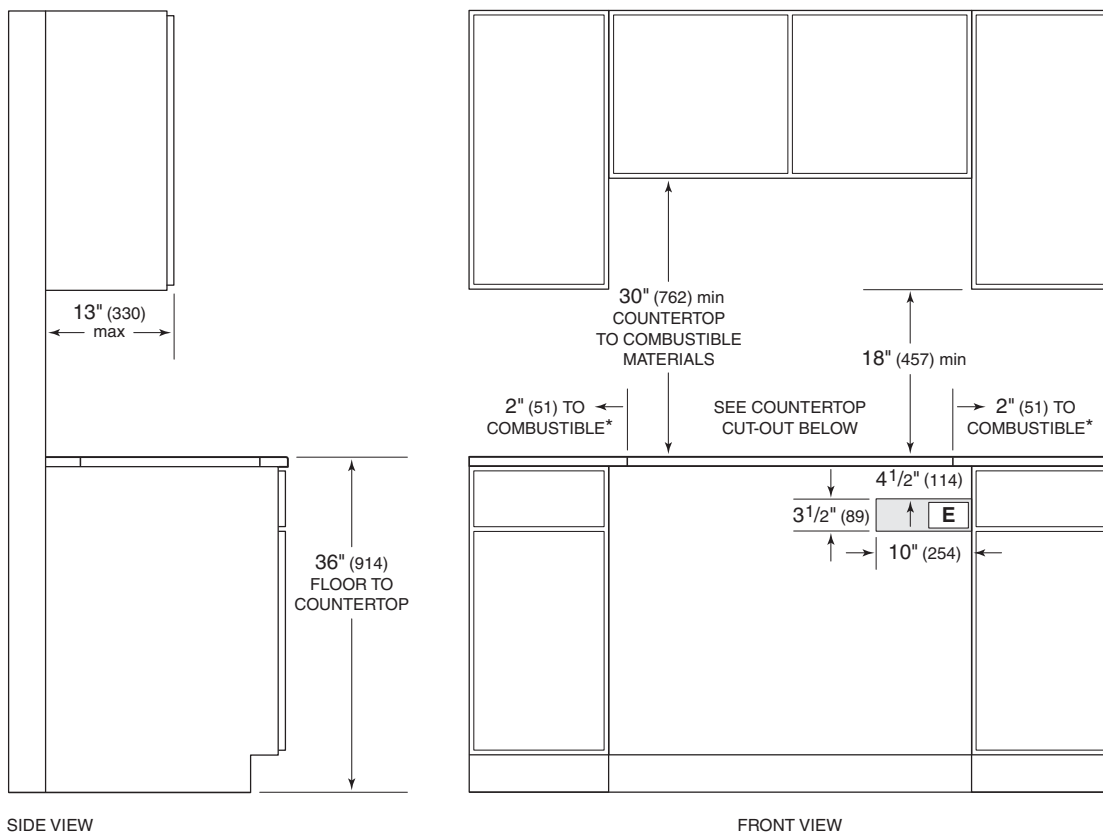 13" (330)
max
36" (914)
FLOOR TO
COUNTERTOP
SIDE VIEW
30" (762) min
COUNTERTOP
TO COMBUSTIBLE
MATERIALS
18" (457) min
2" (51) TO
COMBUSTIBLE*
SEE COUNTERTOP
CUT-OUT BELOW
2" (51) TO
COMBUSTIBLE*
4 1/2" (114)
3 1/2" (89)
E
10" (254)
FRONT VIEW